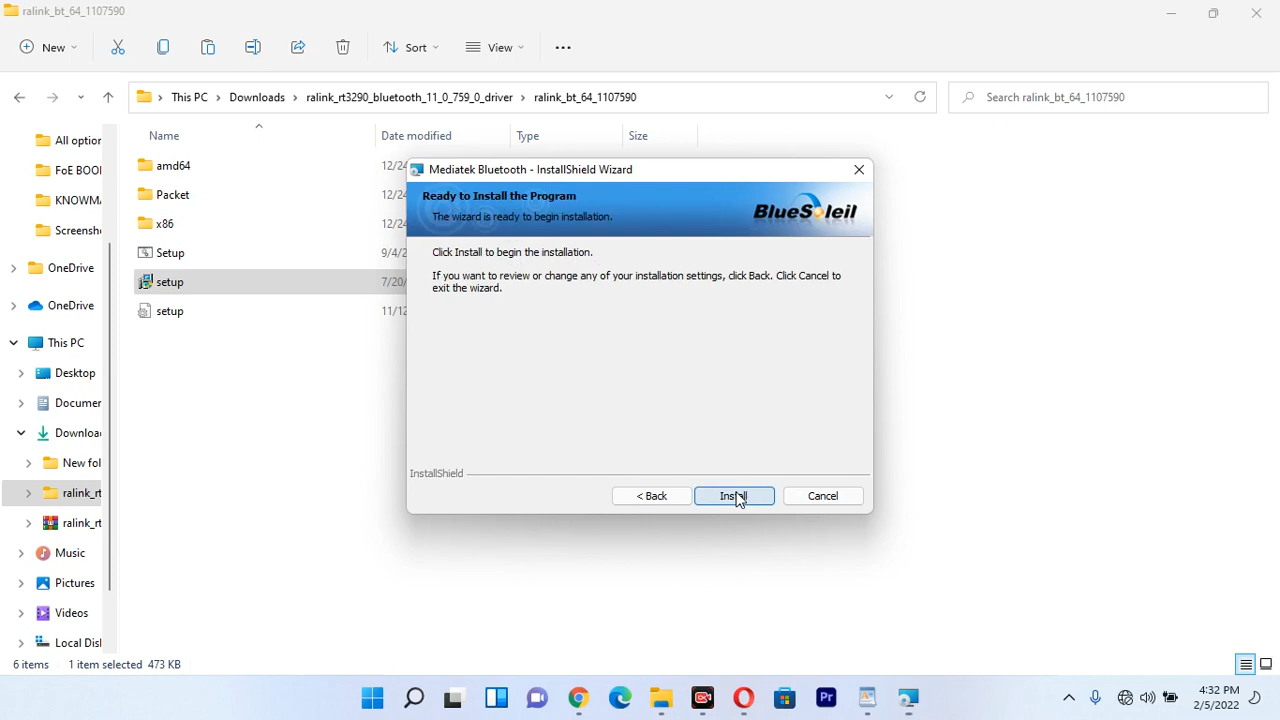 ralink_bt_64_1107590
New
Sort
View
This PC > Downloads > ralink_rt3290_bluetooth_11_0_759_0_driver > ralink_bt_64_1107590
Search ralink_bt_64_1107590
Name Date modified Type Size
All option
FoE BOO
KNOWM
Screensho
OneDrive
OneDrive
This PC
Desktop
Documen
Downloa
New fol
ralink_rt
ralink_rt
Music
Pictures
Videos
Local Disl
amd64 12/24
Packet 12/24
x86 12/24
Setup 9/4/2
setup 7/20/
setup 11/12
Mediatek Bluetooth - InstallShield Wizard
Ready to Install the Program
The wizard is ready to begin installation.
BlueSoleil
Click Install to begin the installation.
If you want to review or change any of your installation settings, click Back. Click Cancel to
exit the wizard.
InstallShield
< Back Install Cancel
6 items 1 item selected 473 KB
Pr
4:32 PM
2/5/2022